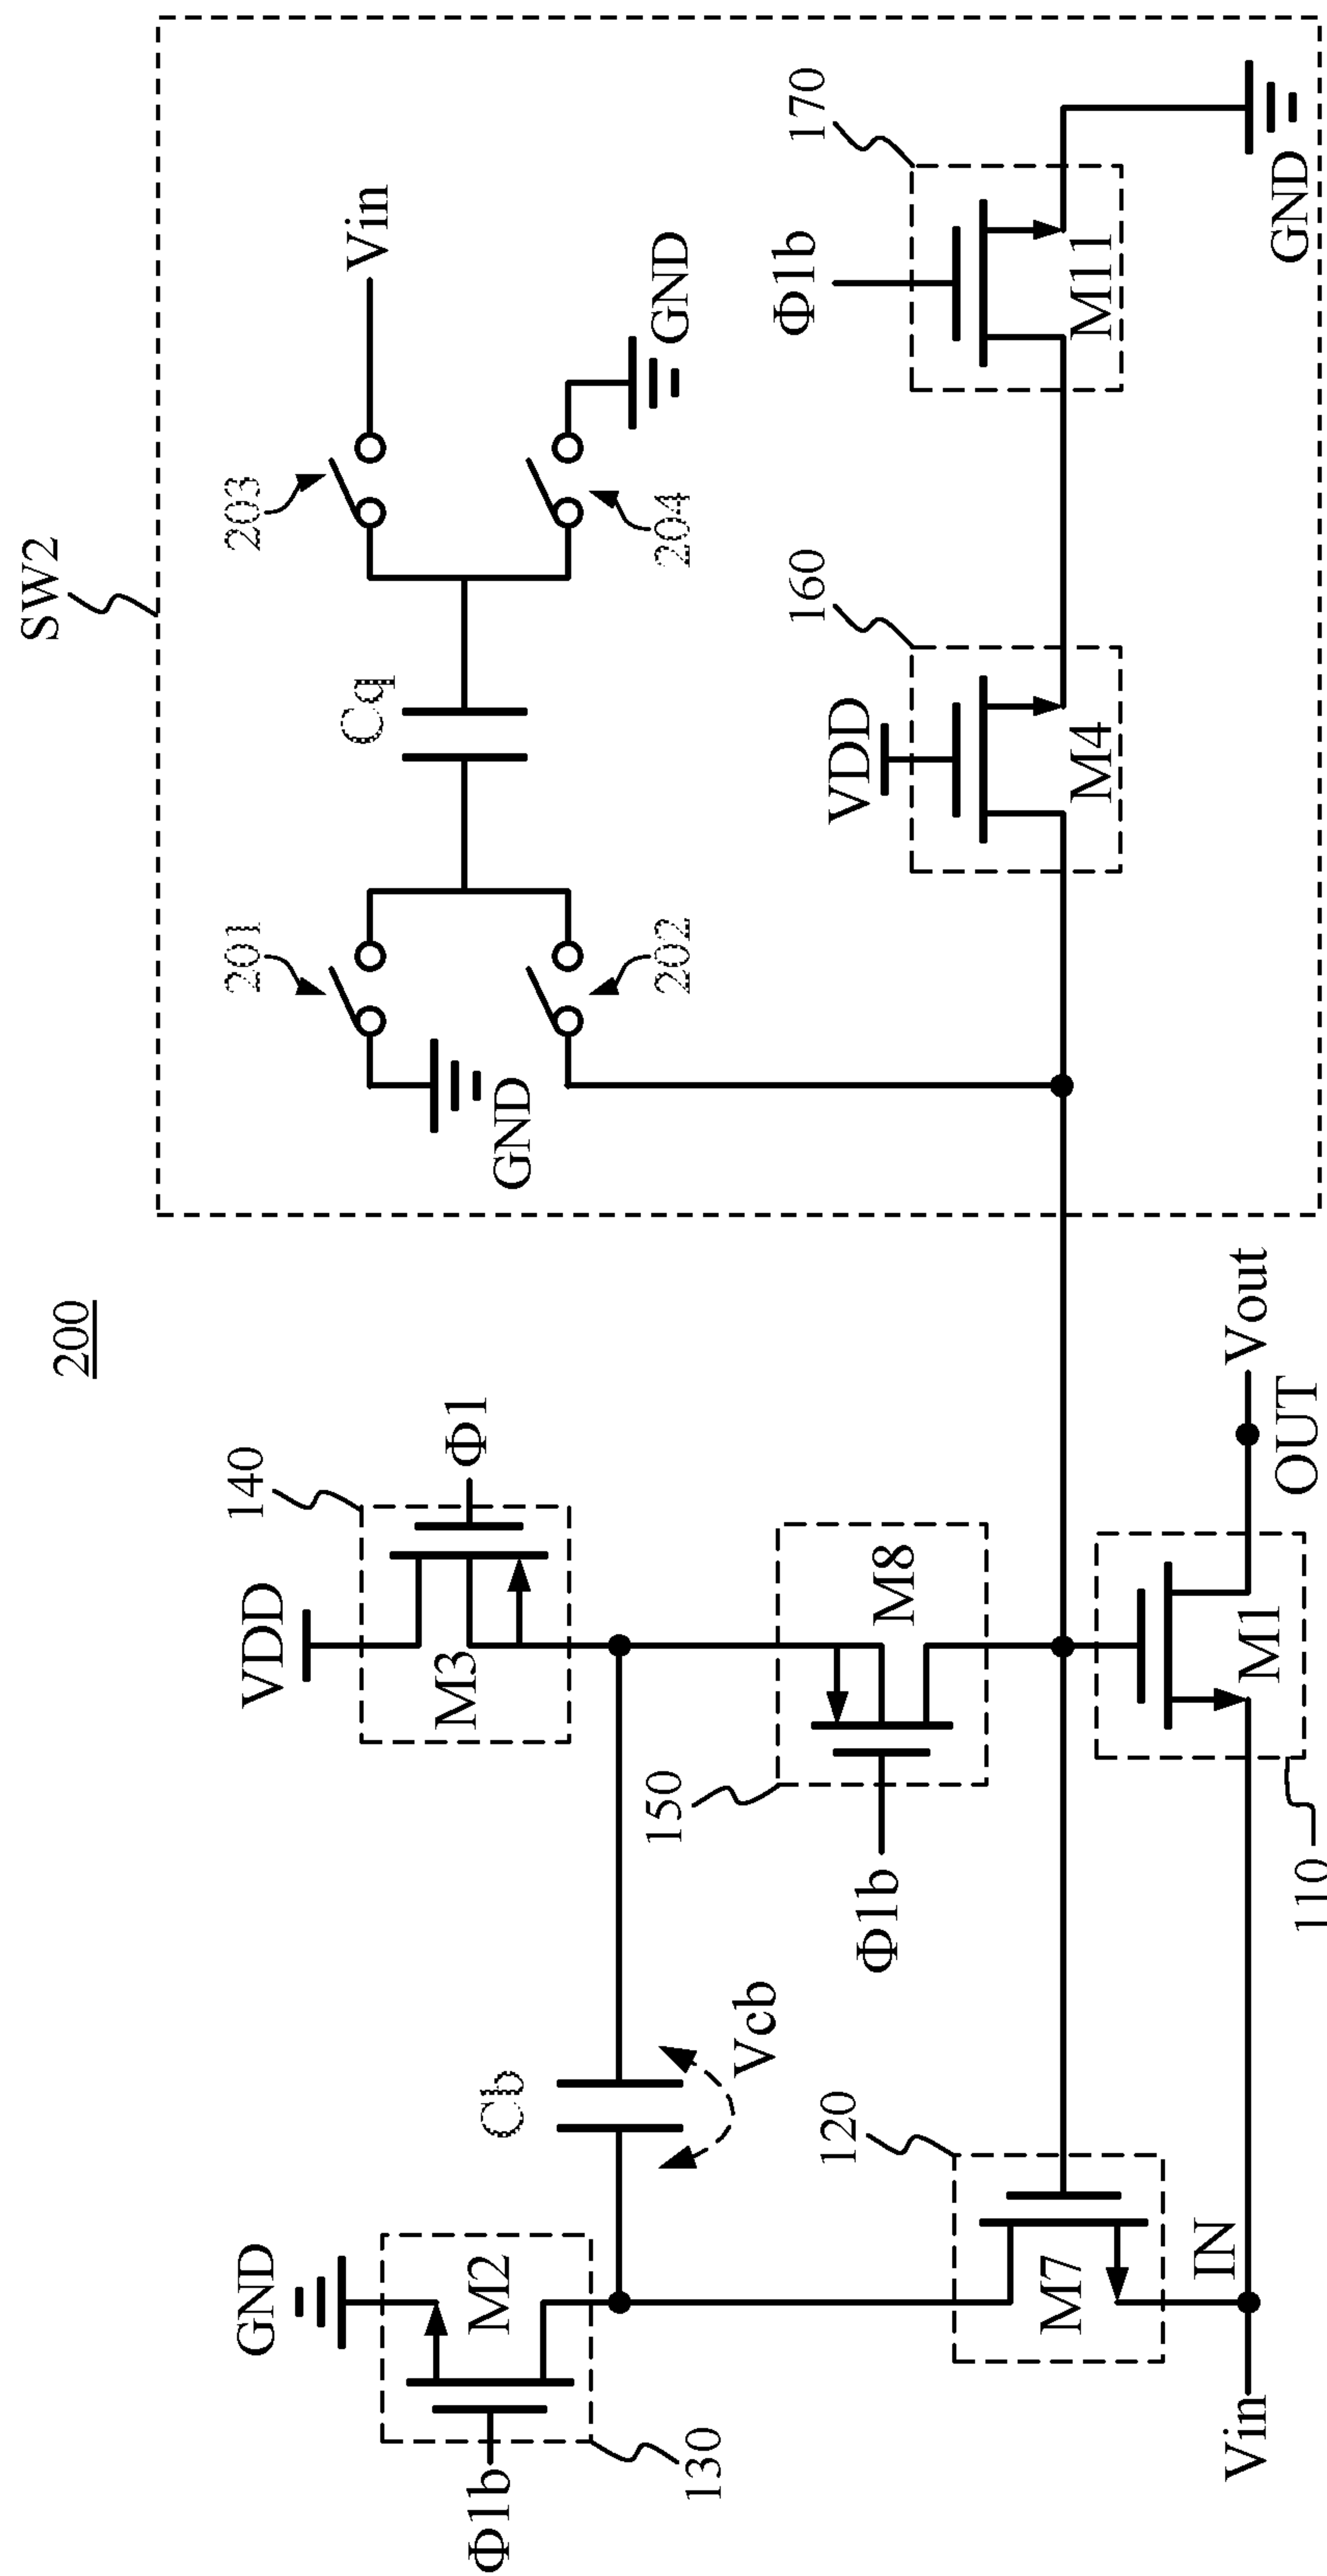 200
SW2
GND
Φ1b
M2
130
Cb
Vcb
VDD
M3
140
Φ1
150
Φ1b
M8
120
M7
IN
Vin
110
M1
OUT
Vout
201
GND
202
Cq
203
Vin
204
GND
160
VDD
M4
170
Φ1b
M11
GND